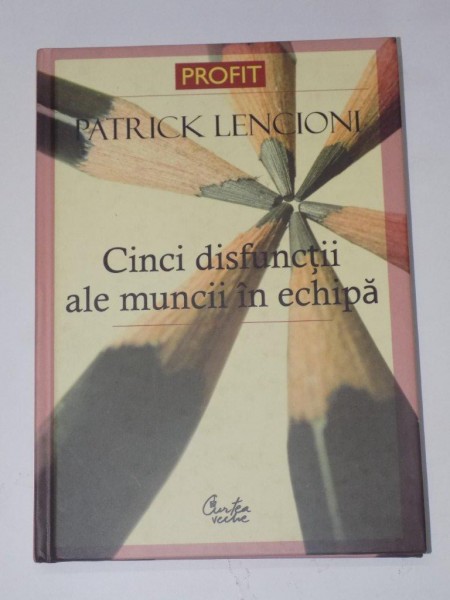 PROFIT
PATRICK LENCIONI
Cinci disfuncții
ale muncii în echipă
Curtea
veche